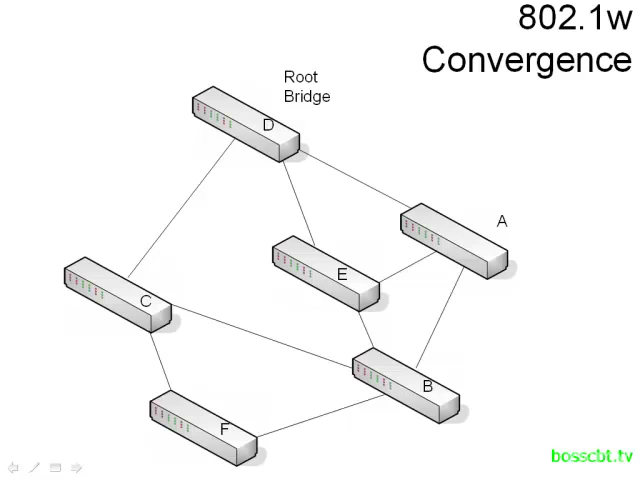 802.1w
Convergence
Root
Bridge
D
A
E
C
B
F
bosscbt.tv